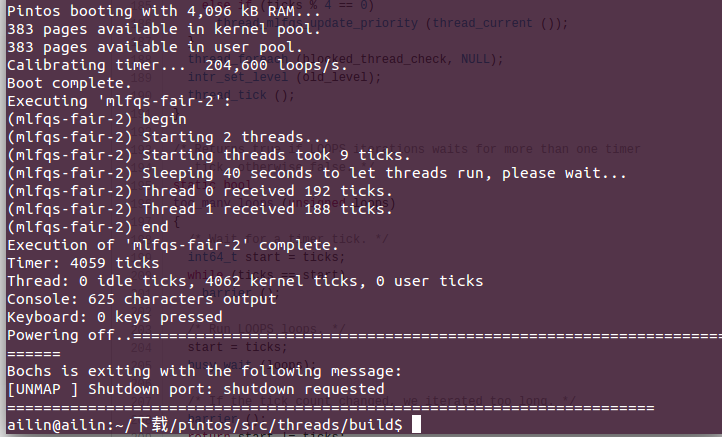 Pintos booting with 4,096 kB RAM...
383 pages available in kernel pool.
383 pages available in user pool.
Calibrating timer...  204,600 loops/s.
Boot complete.
Executing 'mlfqs-fair-2':
(mlfqs-fair-2) begin
(mlfqs-fair-2) Starting 2 threads...
(mlfqs-fair-2) Starting threads took 9 ticks.
(mlfqs-fair-2) Sleeping 40 seconds to let threads run, please wait...
(mlfqs-fair-2) Thread 0 received 192 ticks.
(mlfqs-fair-2) Thread 1 received 188 ticks.
(mlfqs-fair-2) end
Execution of 'mlfqs-fair-2' complete.
Timer: 4059 ticks
Thread: 0 idle ticks, 4062 kernel ticks, 0 user ticks
Console: 625 characters output
Keyboard: 0 keys pressed
Powering off..===========================================================
======
Bochs is exiting with the following message:
[UNMAP ] Shutdown port: shutdown requested
========================================================================
ailin@ailin:~/下载/pintos/src/threads/build$